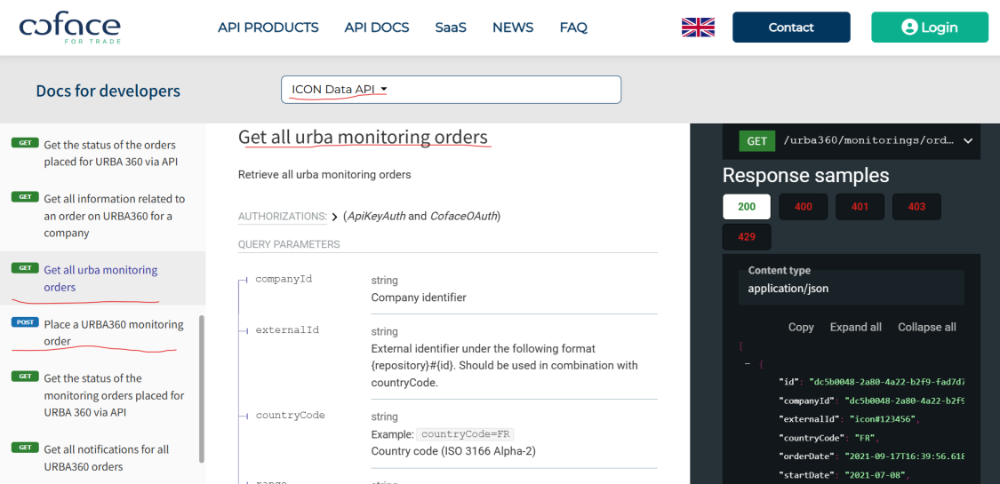 coface
FOR TRADE
API PRODUCTS
API DOCS
SaaS
NEWS
FAQ
Contact
Login
Docs for developers
ICON Data API
GET Get the status of the orders
placed for URBA 360 via API
GET Get all information related to
an order on URBA360 for a
company
GET Get all urba monitoring
orders
POST Place a URBA360 monitoring
order
GET Get the status of the
monitoring orders placed for
URBA 360 via API
GET Get all notifications for all
URBA360 orders
Get all urba monitoring orders
Retrieve all urba monitoring orders
AUTHORIZATIONS: (ApiKeyAuth and CofaceOAuth)
QUERY PARAMETERS
companyId string
Company identifier
externalId string
External identifier under the following format
{repository}#{id}. Should be used in combination with
countryCode.
countryCode string
Example: countryCode=FR
Country code (ISO 3166 Alpha-2)
range string
GET /urba360/monitorings/ord…
Response samples
200 400 401 403
429
Content type
application/json
Copy Expand all Collapse all
[
- {
"id": "dc5b0048-2a80-4a22-b2f9-fad7d7
"companyId": "dc5b0048-2a80-4a22-b2f9
"externalId": "icon#123456",
"countryCode": "FR",
"orderDate": "2021-09-17T16:39:56.618
"startDate": "2021-07-08",